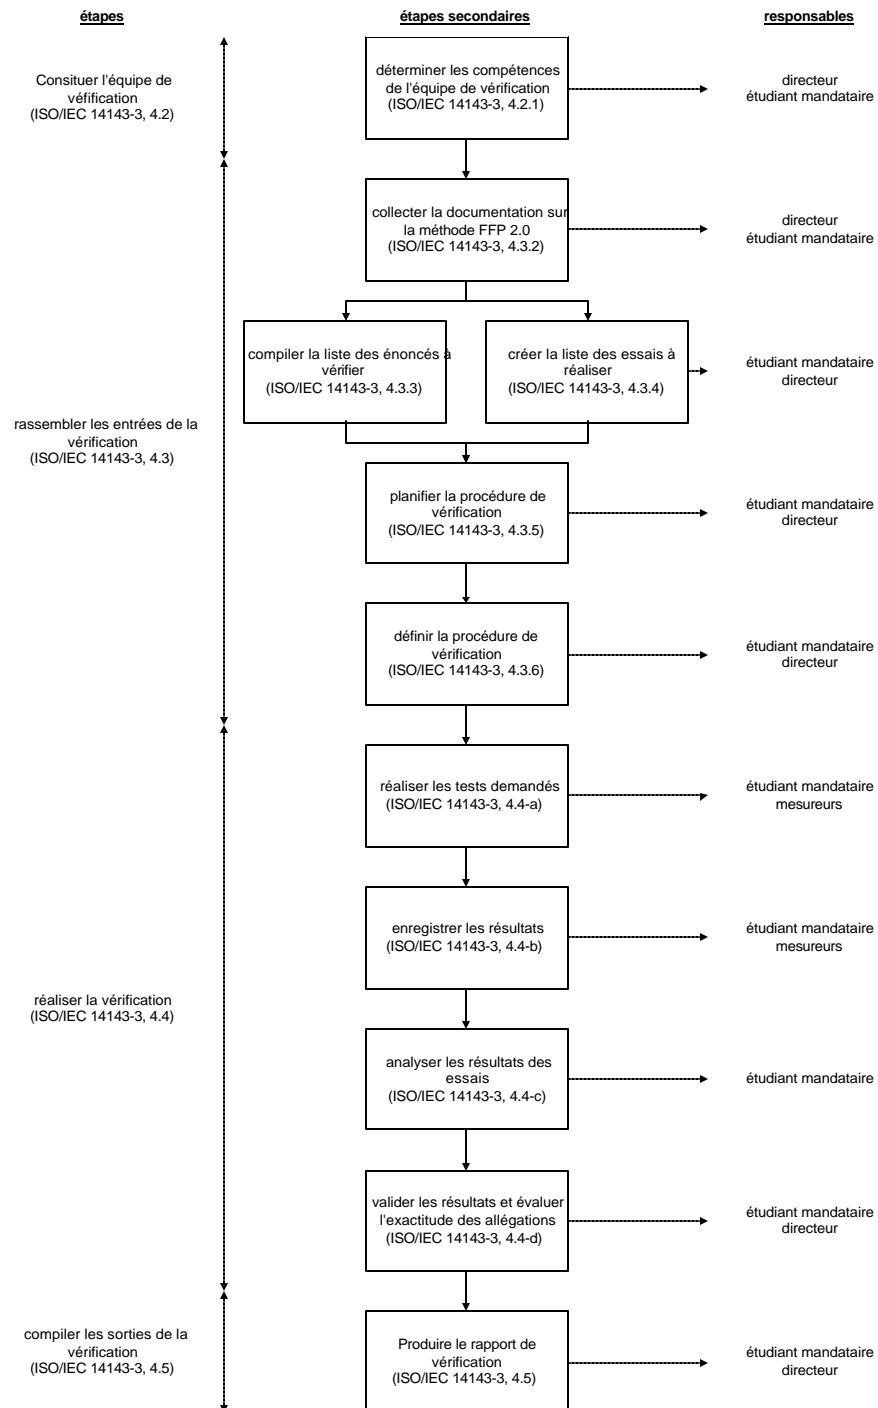 étapes
étapes secondaires
responsables
Consituer l'équipe de
véfification
(ISO/IEC 14143-3, 4.2)
déterminer les compétences
de l'équipe de vérification
(ISO/IEC 14143-3, 4.2.1)
directeur
étudiant mandataire
collecter la documentation sur
la méthode FFP 2.0
(ISO/IEC 14143-3, 4.3.2)
directeur
étudiant mandataire
compiler la liste des énoncés à
vérifier
(ISO/IEC 14143-3, 4.3.3)
créer la liste des essais à
réaliser
(ISO/IEC 14143-3, 4.3.4)
étudiant mandataire
directeur
rassembler les entrées de la
vérification
(ISO/IEC 14143-3, 4.3)
planifier la procédure de
vérification
(ISO/IEC 14143-3, 4.3.5)
étudiant mandataire
directeur
définir la procédure de
vérification
(ISO/IEC 14143-3, 4.3.6)
étudiant mandataire
directeur
réaliser les tests demandés
(ISO/IEC 14143-3, 4.4-a)
étudiant mandataire
mesureurs
enregistrer les résultats
(ISO/IEC 14143-3, 4.4-b)
étudiant mandataire
mesureurs
réaliser la vérification
(ISO/IEC 14143-3, 4.4)
analyser les résultats des
essais
(ISO/IEC 14143-3, 4.4-c)
étudiant mandataire
valider les résultats et évaluer
l'exactitude des allégations
(ISO/IEC 14143-3, 4.4-d)
étudiant mandataire
directeur
compiler les sorties de la
vérification
(ISO/IEC 14143-3, 4.5)
Produire le rapport de
vérification
(ISO/IEC 14143-3, 4.5)
étudiant mandataire
directeur